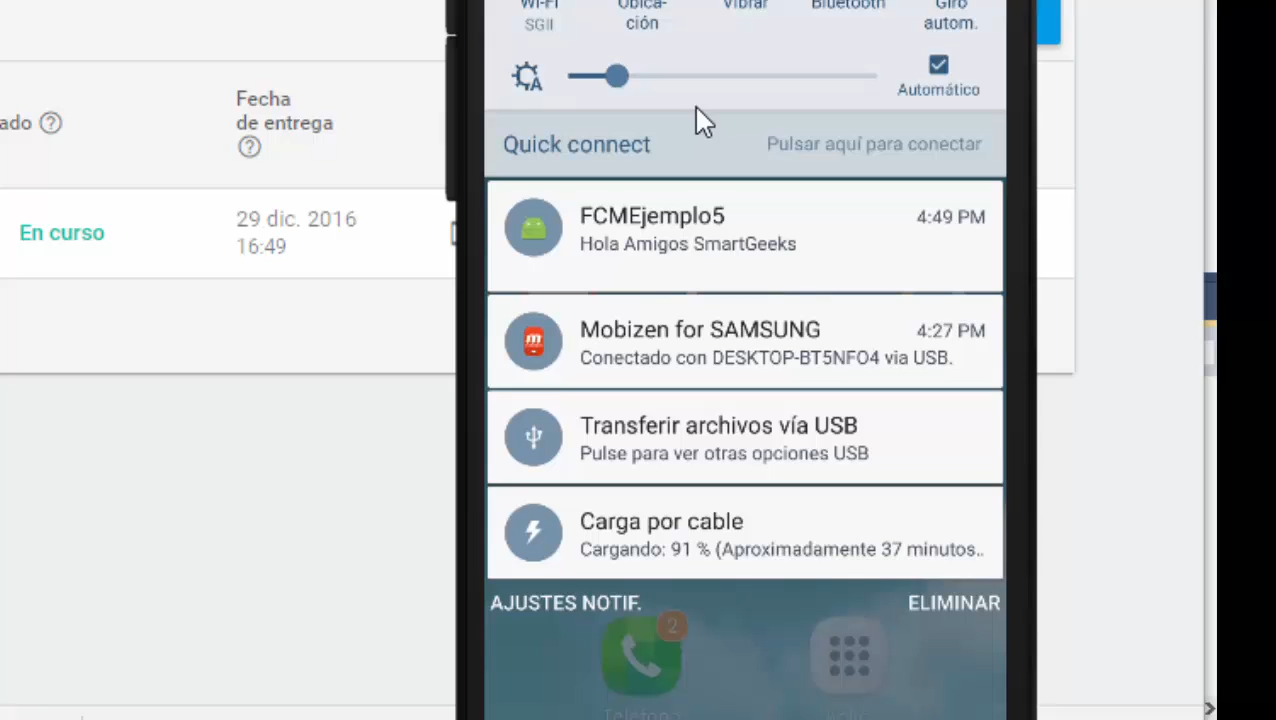 WI-FI
SGII
Ubica-
ción
Vibrar
Bluetooth
Giro
autom.
A
Automático
Quick connect
Pulsar aquí para conectar
ado ?
Fecha
de entrega
?
En curso
29 dic. 2016
16:49
FCMEjemplo5
4:49 PM
Hola Amigos SmartGeeks
Mobizen for SAMSUNG
4:27 PM
Conectado con DESKTOP-BT5NFO4 via USB.
Transferir archivos vía USB
Pulse para ver otras opciones USB
Carga por cable
Cargando: 91 % (Aproximadamente 37 minutos..
AJUSTES NOTIF.
ELIMINAR
2
Teléfono